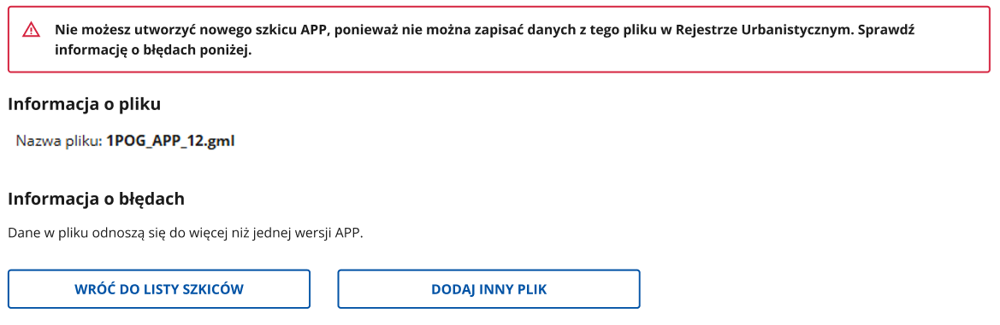 Nie możesz utworzyć nowego szkicu APP, ponieważ nie można zapisać danych z tego pliku w Rejestrze Urbanistycznym. Sprawdź
informację o błędach poniżej.
Informacja o pliku
Nazwa pliku: 1POG_APP_12.gml
Informacja o błędach
Dane w pliku odnoszą się do więcej niż jednej wersji APP.
WRÓĆ DO LISTY SZKICÓW
DODAJ INNY PLIK